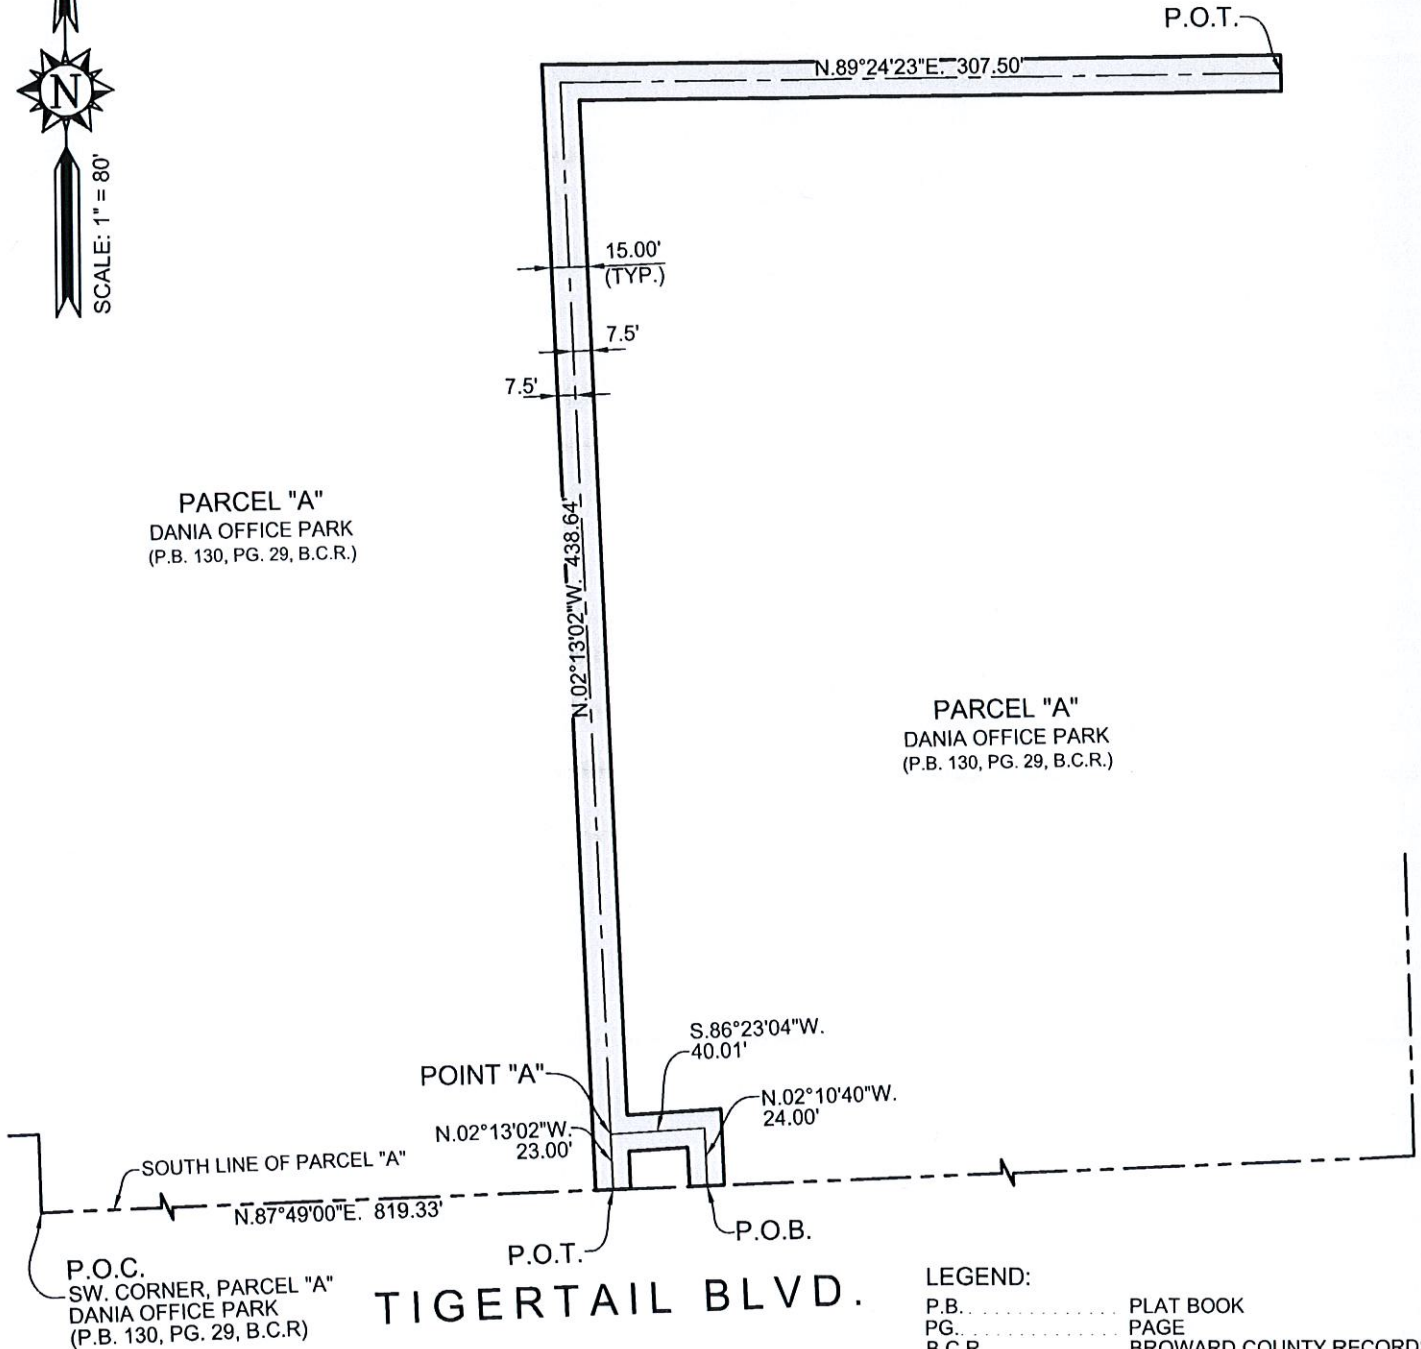 P.O.T.
N.89°24'23"E. 307.50'
N
SCALE: 1" = 80'
15.00'
(TYP.)
7.5'
7.5'
PARCEL "A"
DANIA OFFICE PARK
(P.B. 130, PG. 29, B.C.R.)
N.02°13'02"W. 438.64'
PARCEL "A"
DANIA OFFICE PARK
(P.B. 130, PG. 29, B.C.R.)
S.86°23'04"W.
40.01'
POINT "A"
N.02°10'40"W.
24.00'
N.02°13'02"W.
23.00'
SOUTH LINE OF PARCEL "A"
N.87°49'00"E. 819.33'
P.O.B.
P.O.T.
P.O.C.
SW. CORNER, PARCEL "A"
DANIA OFFICE PARK
(P.B. 130, PG. 29, B.C.R)
TIGERTAIL BLVD.
LEGEND:
P.B. . . . . . . . . . . . . . PLAT BOOK
PG. . . . . . . . . . . . . . PAGE
B.C.R. BROWARD COUNTY RECORD